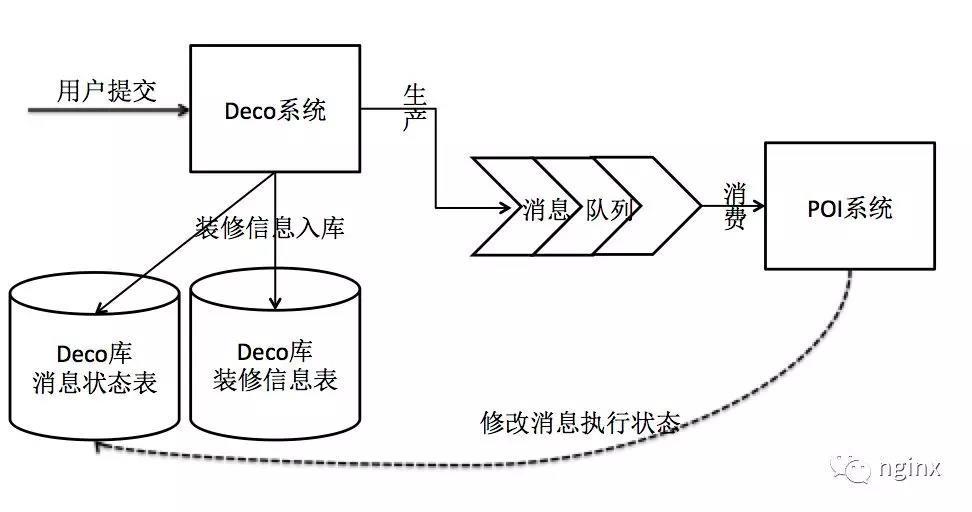 用户提交
Deco系统
生产
消息 队列
消费
POI系统
装修信息入库
Deco库
消息状态表
Deco库
装修信息表
修改消息执行状态
nginx